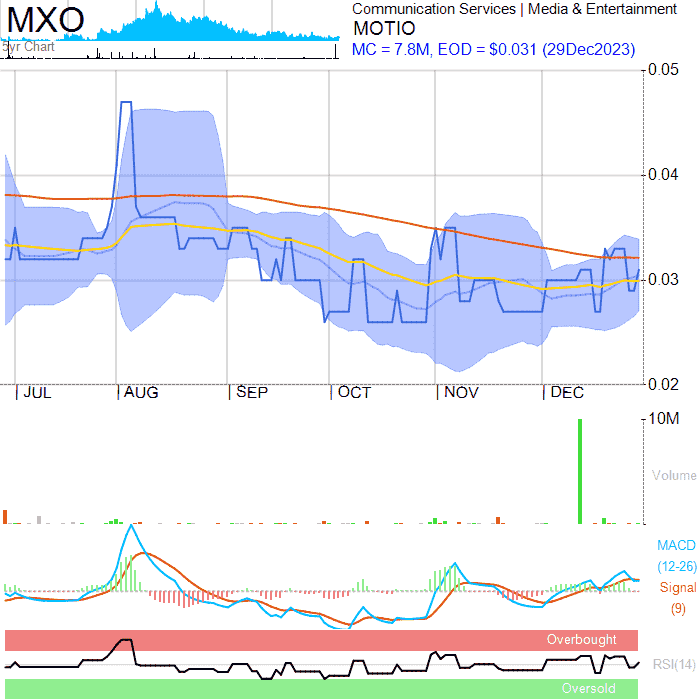 MXO
Communication Services | Media & Entertainment
MOTIO
5yr Chart
MC = 7.8M, EOD = $0.031 (29Dec2023)
0.05
0.04
0.03
0.02
JUL AUG SEP OCT NOV DEC
10M
Volume
MACD
(12-26)
Signal
(9)
Overbought
RSI(14)
Oversold